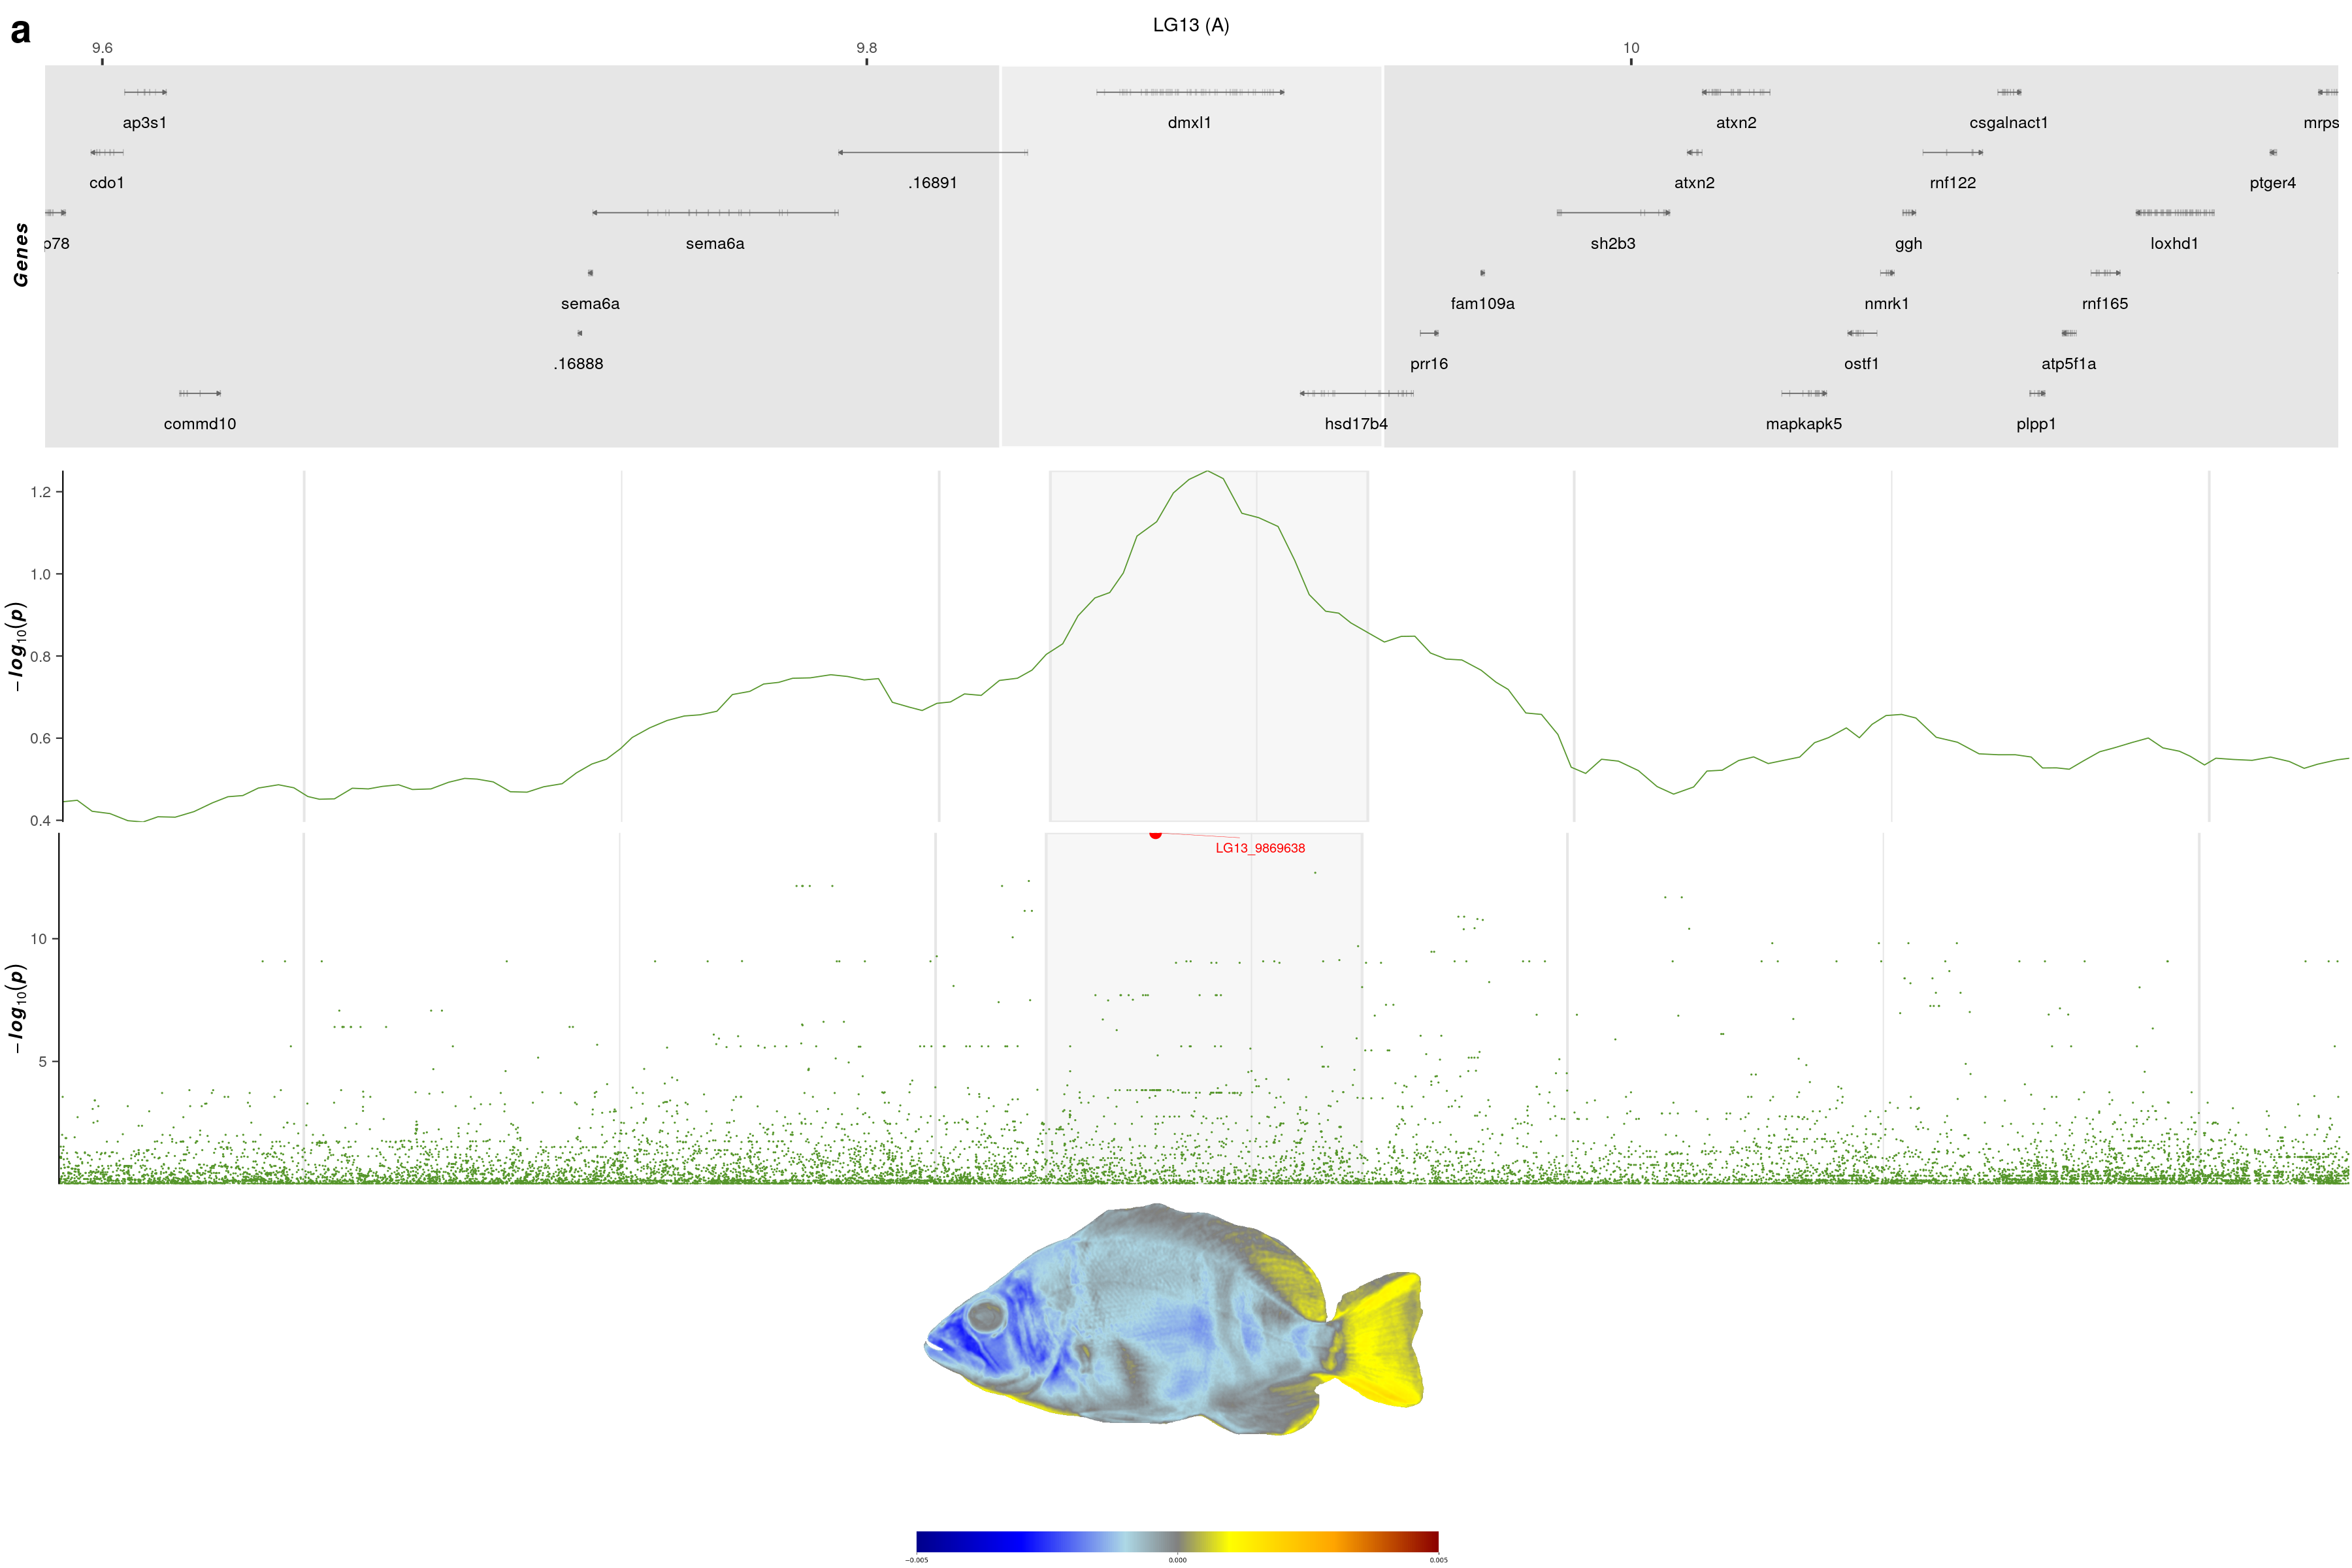 a
LG13 (A)
9.6 9.8 10
ap3s1 dmxl1 atxn2 csgalnact1 mrps
cdo1 .16891 atxn2 rnf122 ptger4
Genes
p78 sema6a sh2b3 ggh loxhd1
sema6a fam109a nmrk1 rnf165
.16888 prr16 ostf1 atp5f1a
commd10 hsd17b4 mapkapk5 plpp1
−log10(p)
1.2
1.0
0.8
0.6
0.4
LG13_9869638
−log10(p)
10
5
−0.005 0.000 0.005